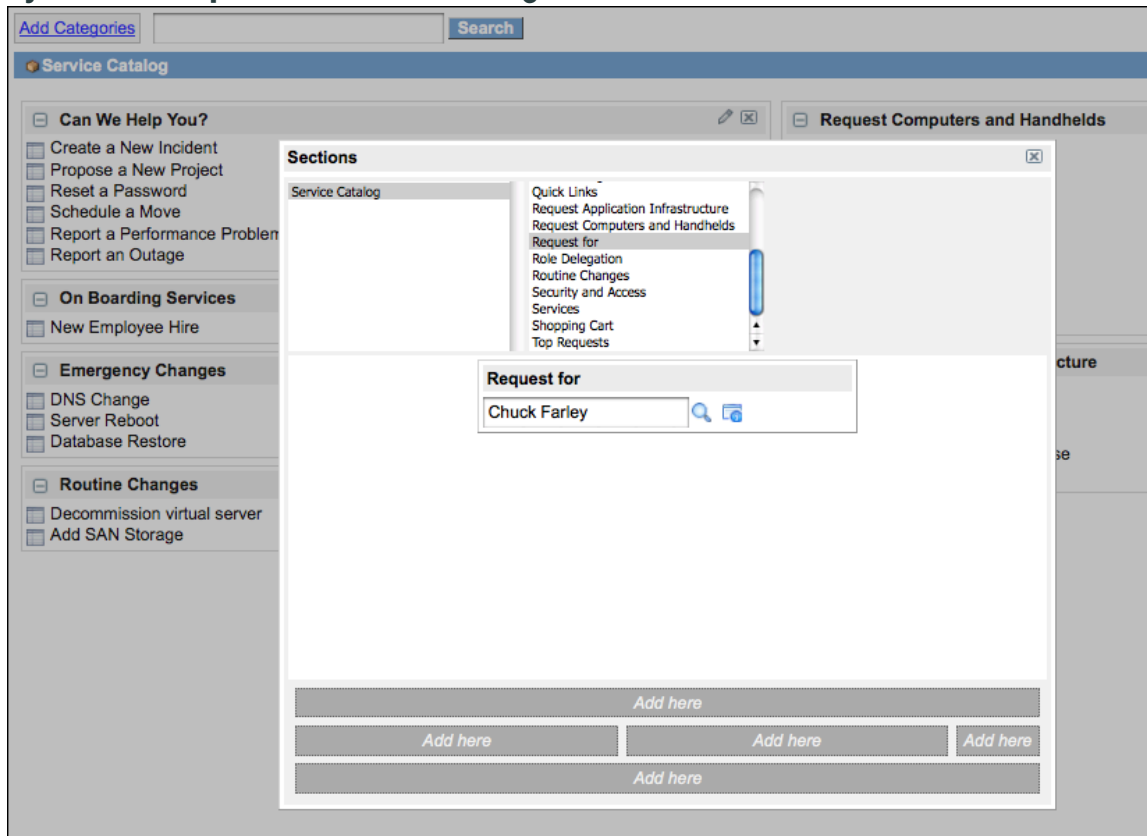 Add Categories
Search
Service Catalog
Can We Help You?
Create a New Incident
Propose a New Project
Reset a Password
Schedule a Move
Report a Performance Problem
Report an Outage
On Boarding Services
New Employee Hire
Emergency Changes
DNS Change
Server Reboot
Database Restore
Routine Changes
Decommission virtual server
Add SAN Storage
Request Computers and Handhelds
cture
se
Sections
Service Catalog
Quick Links
Request Application Infrastructure
Request Computers and Handhelds
Request for
Role Delegation
Routine Changes
Security and Access
Services
Shopping Cart
Top Requests
Request for
Chuck Farley
Add here
Add here Add here Add here
Add here